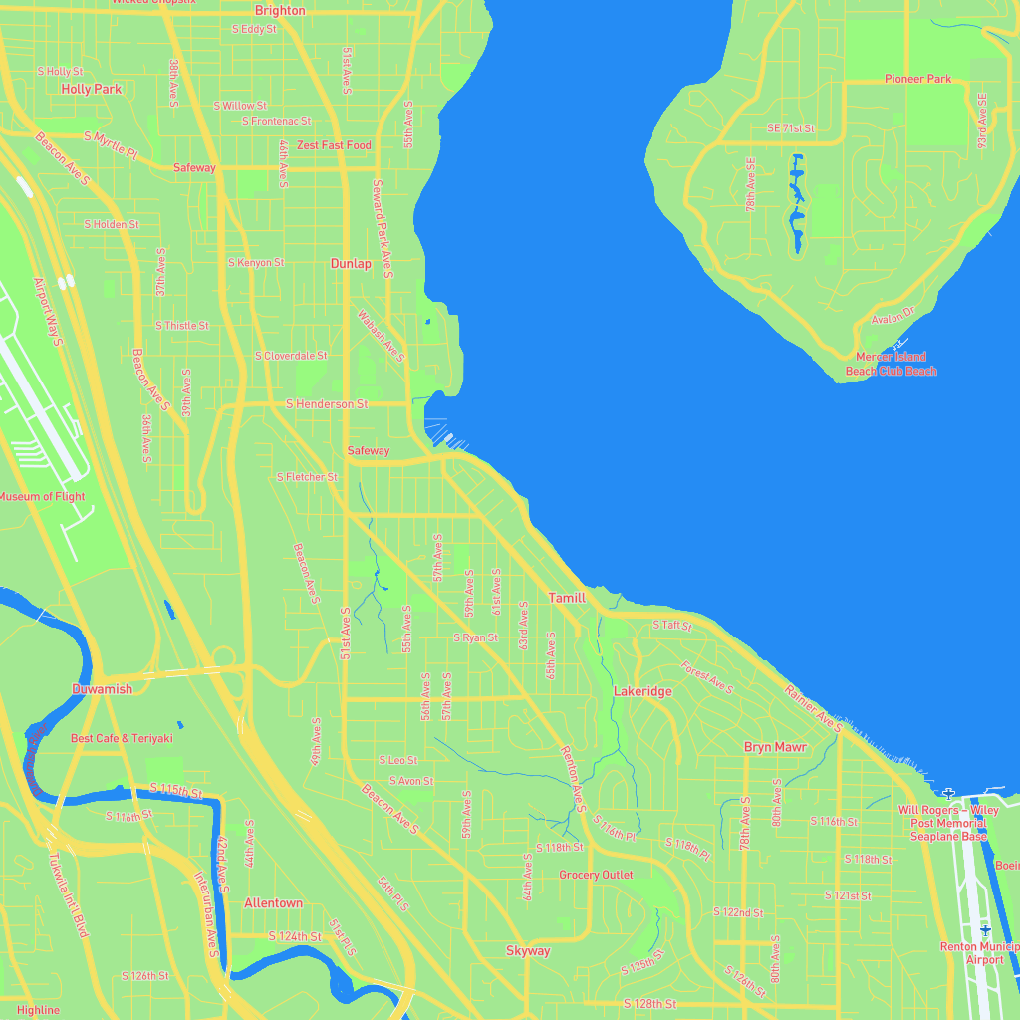 Wicked Chopstix
Brighton
S Eddy St
51st Ave S
38th Ave S
S Holly St
Holly Park
Pioneer Park
S Willow St
55th Ave S
93rd Ave SE
S Frontenac St
SE 71st St
S Myrtle Pl
Zest Fast Food
Beacon Ave S
46th Ave S
Safeway
78th Ave SE
Seward Park Ave S
S Holden St
37th Ave S
S Kenyon St
Dunlap
Airport Way S
Avalon Dr
S Thistle St
Wabash Ave S
S Cloverdale St
Mercer Island
Beach Club Beach
Beacon Ave S
39th Ave S
S Henderson St
36th Ave S
Safeway
S Fletcher St
Museum of Flight
57th Ave S
Beacon Ave S
59th Ave S
61st Ave S
Tamill
63rd Ave S
51st Ave S
55th Ave S
S Taft St
S Ryan St
65th Ave S
Forest Ave S
Duwamish
Lakeridge
56th Ave S
57th Ave S
Rainier Ave S
49th Ave S
Best Cafe & Teriyaki
Bryn Mawr
S Leo St
Renton Ave S
S Avon St
S 115th St
Beacon Ave S
80th Ave S
59th Ave S
78th Ave S
S 116th St
S 116th Pl
S 116th St
Will Rogers – Wiley
Post Memorial
Seaplane Base
44th Ave S
S 118th St
S 118th Pl
S 118th St
42nd Ave S
Boein
64th Ave S
Grocery Outlet
Tukwila Int'l Blvd
Interurban Ave S
56th Pl S
S 121st St
Allentown
S 122nd St
S 124th St
51st Pl S
Skyway
80th Ave S
Renton Municip
Airport
S 125th St
S 126th St
S 126th St
S 128th St
Highline